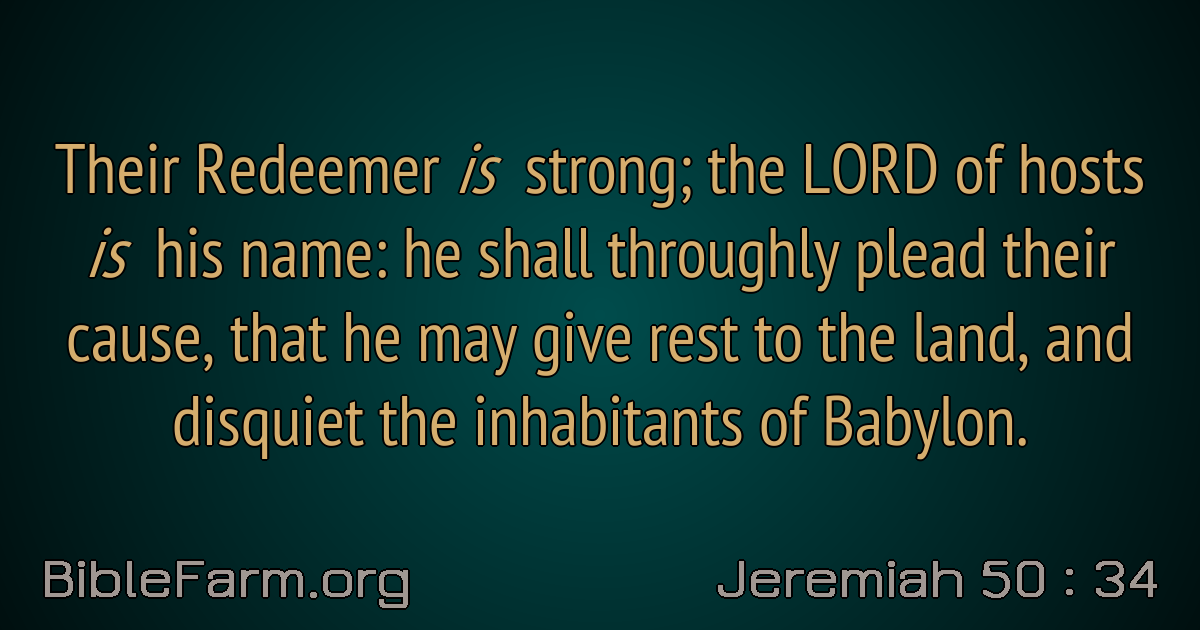 Their Redeemer is strong; the LORD of hosts
is his name: he shall throughly plead their
cause, that he may give rest to the land, and
disquiet the inhabitants of Babylon.
BibleFarm.org
Jeremiah 50 : 34